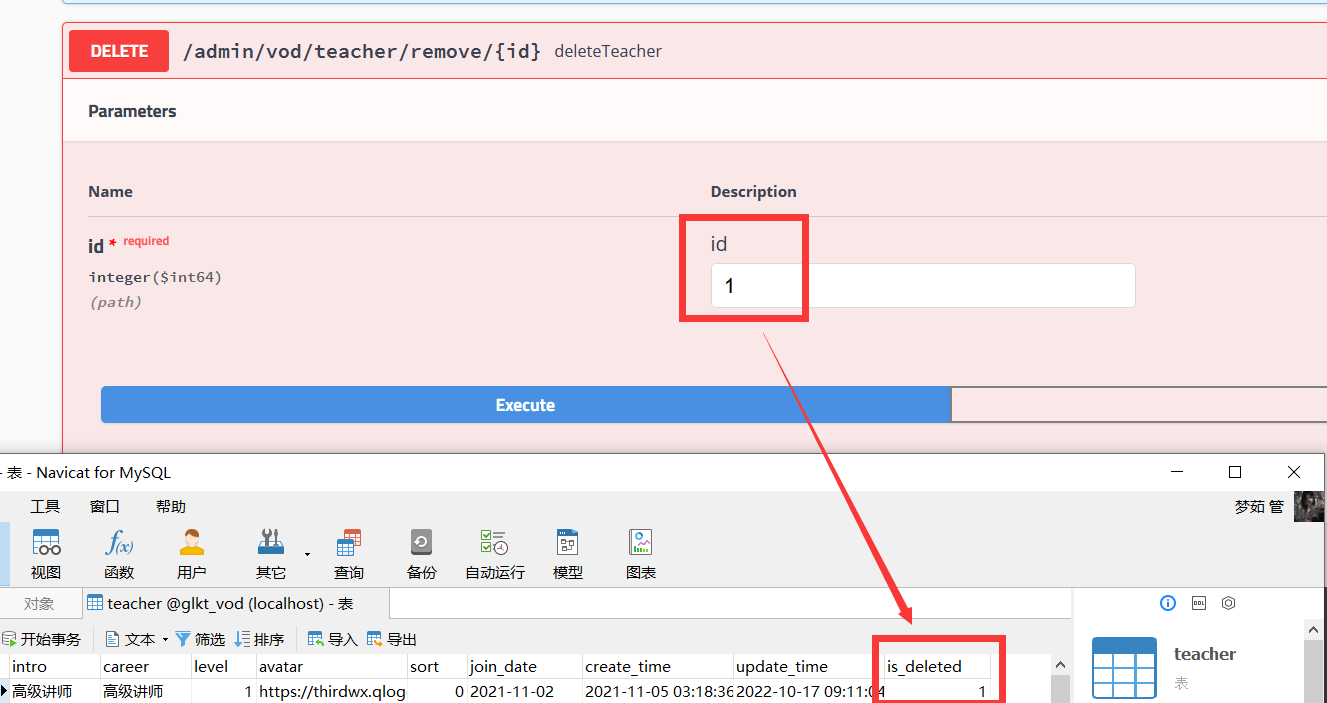 DELETE /admin/vod/teacher/remove/{id} deleteTeacher
Parameters
Name Description
id * required id
integer($int64) 1
(path)
Execute
- 表 - Navicat for MySQL
工具 窗口 帮助 梦茹 管
视图 函数 用户 其它 查询 备份 自动运行 模型 图表
对象 teacher @glkt_vod (localhost) - 表
开始事务 文本 筛选 排序 导入 导出
intro career level avatar sort join_date create_time update_time is_deleted teacher
高级讲师 高级讲师 1 https://thirdwx.qlog 0 2021-11-02 2021-11-05 03:18:36 2022-10-17 09:11:04 1 表